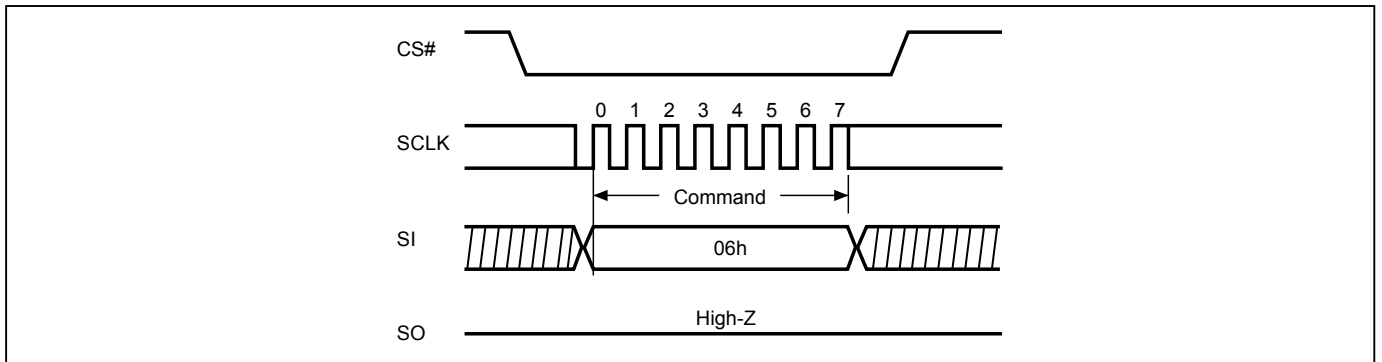 CS#
0 1 2 3 4 5 6 7
SCLK
Command
SI
06h
High-Z
SO